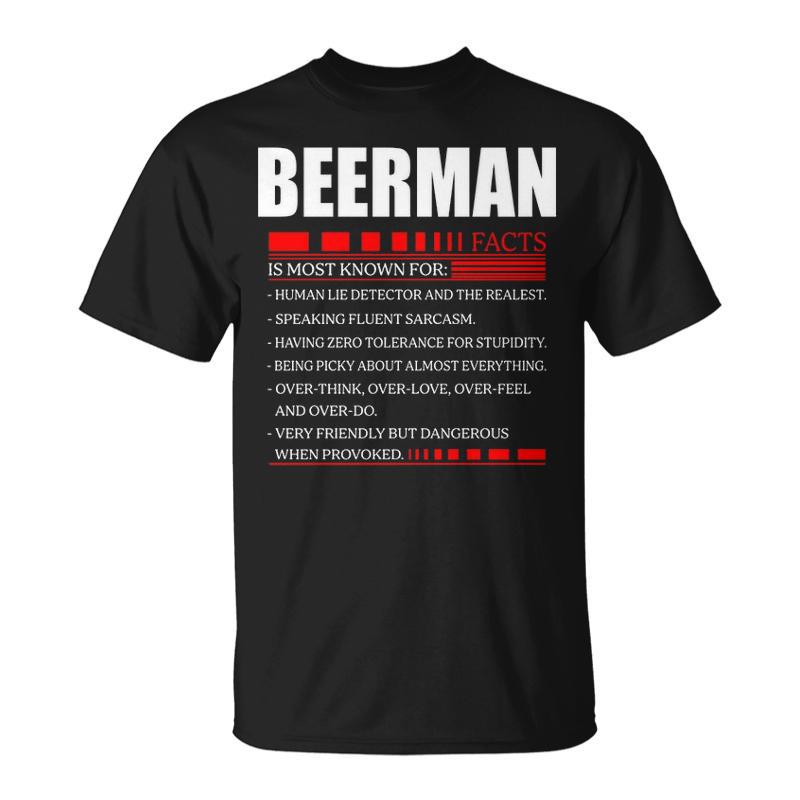 BEERMAN
FACTS
IS MOST KNOWN FOR:
- HUMAN LIE DETECTOR AND THE REALEST.
- SPEAKING FLUENT SARCASM.
- HAVING ZERO TOLERANCE FOR STUPIDITY.
- BEING PICKY ABOUT ALMOST EVERYTHING.
- OVER-THINK, OVER-LOVE, OVER-FEEL
AND OVER-DO.
- VERY FRIENDLY BUT DANGEROUS
WHEN PROVOKED.